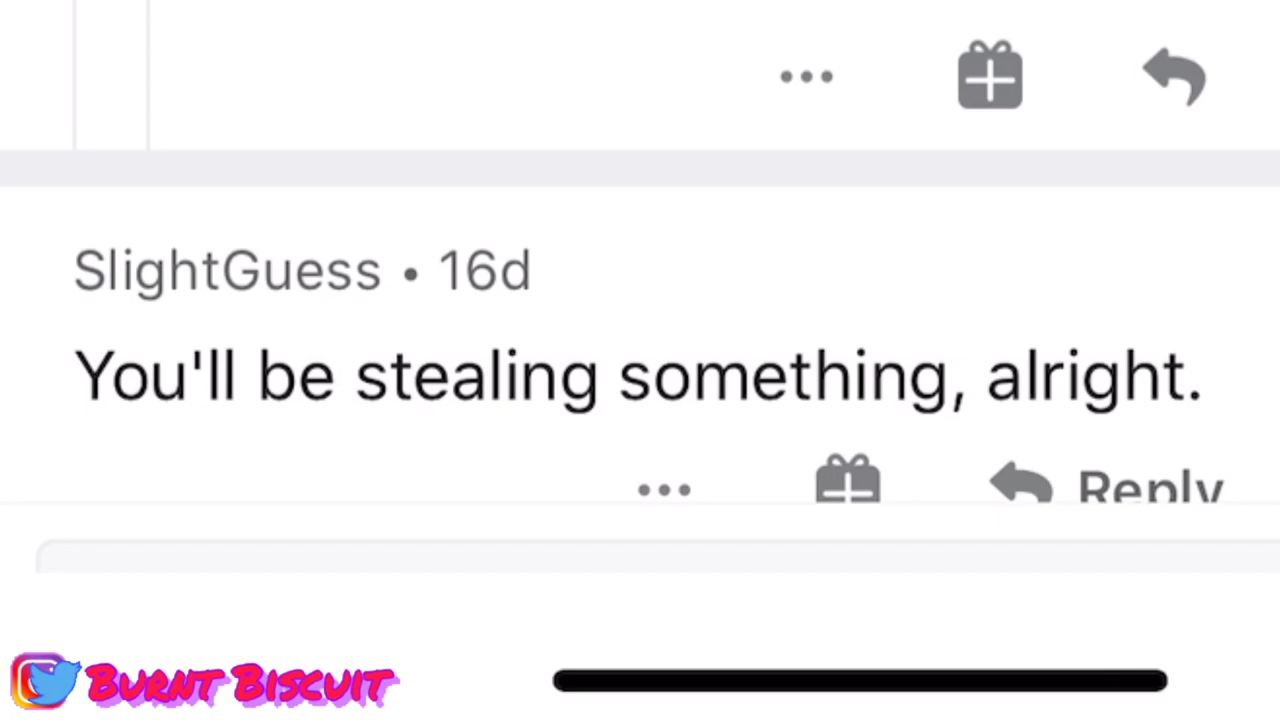 SlightGuess • 16d
You'll be stealing something, alright.
Reply
Burnt Biscuit